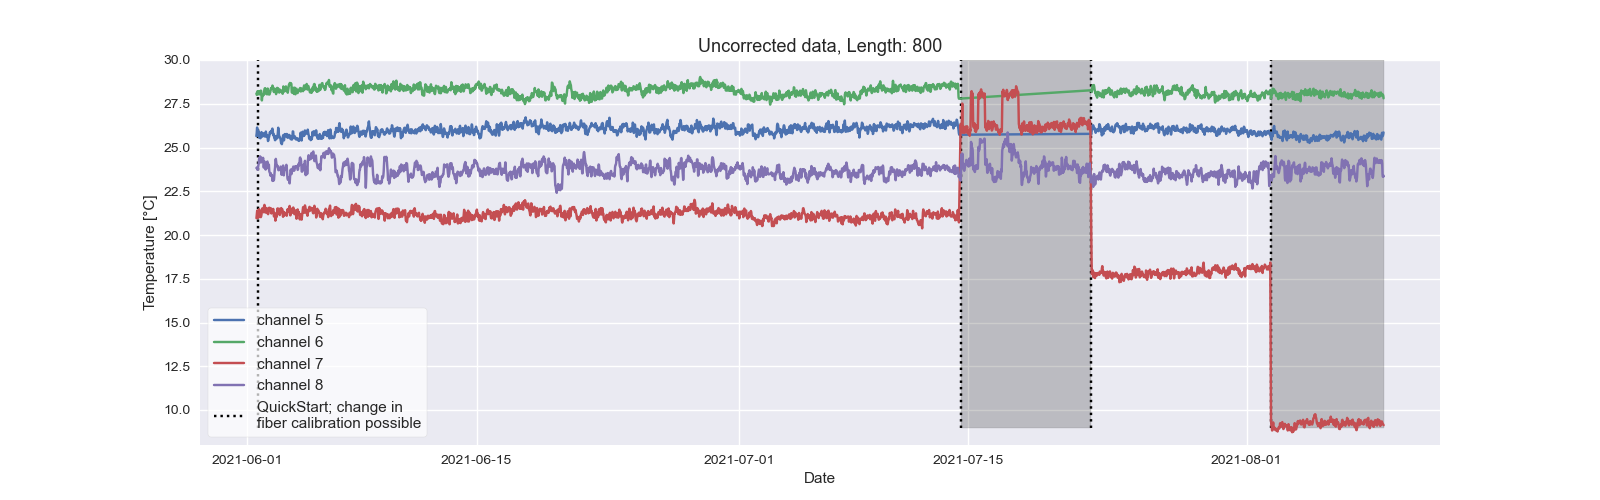 Uncorrected data, Length: 800
30.0
27.5
25.0
22.5
20.0
17.5
15.0
12.5
10.0
Temperature [°C]
channel 5
channel 6
channel 7
channel 8
QuickStart; change in
fiber calibration possible
2021-06-01 2021-06-15 2021-07-01 2021-07-15 2021-08-01
Date